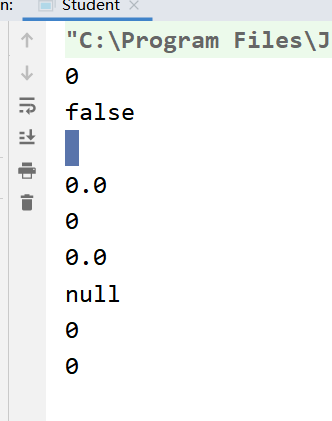 n:
Student ×
"C:\Program Files\J
0
false
0.0
0
0.0
null
0
0